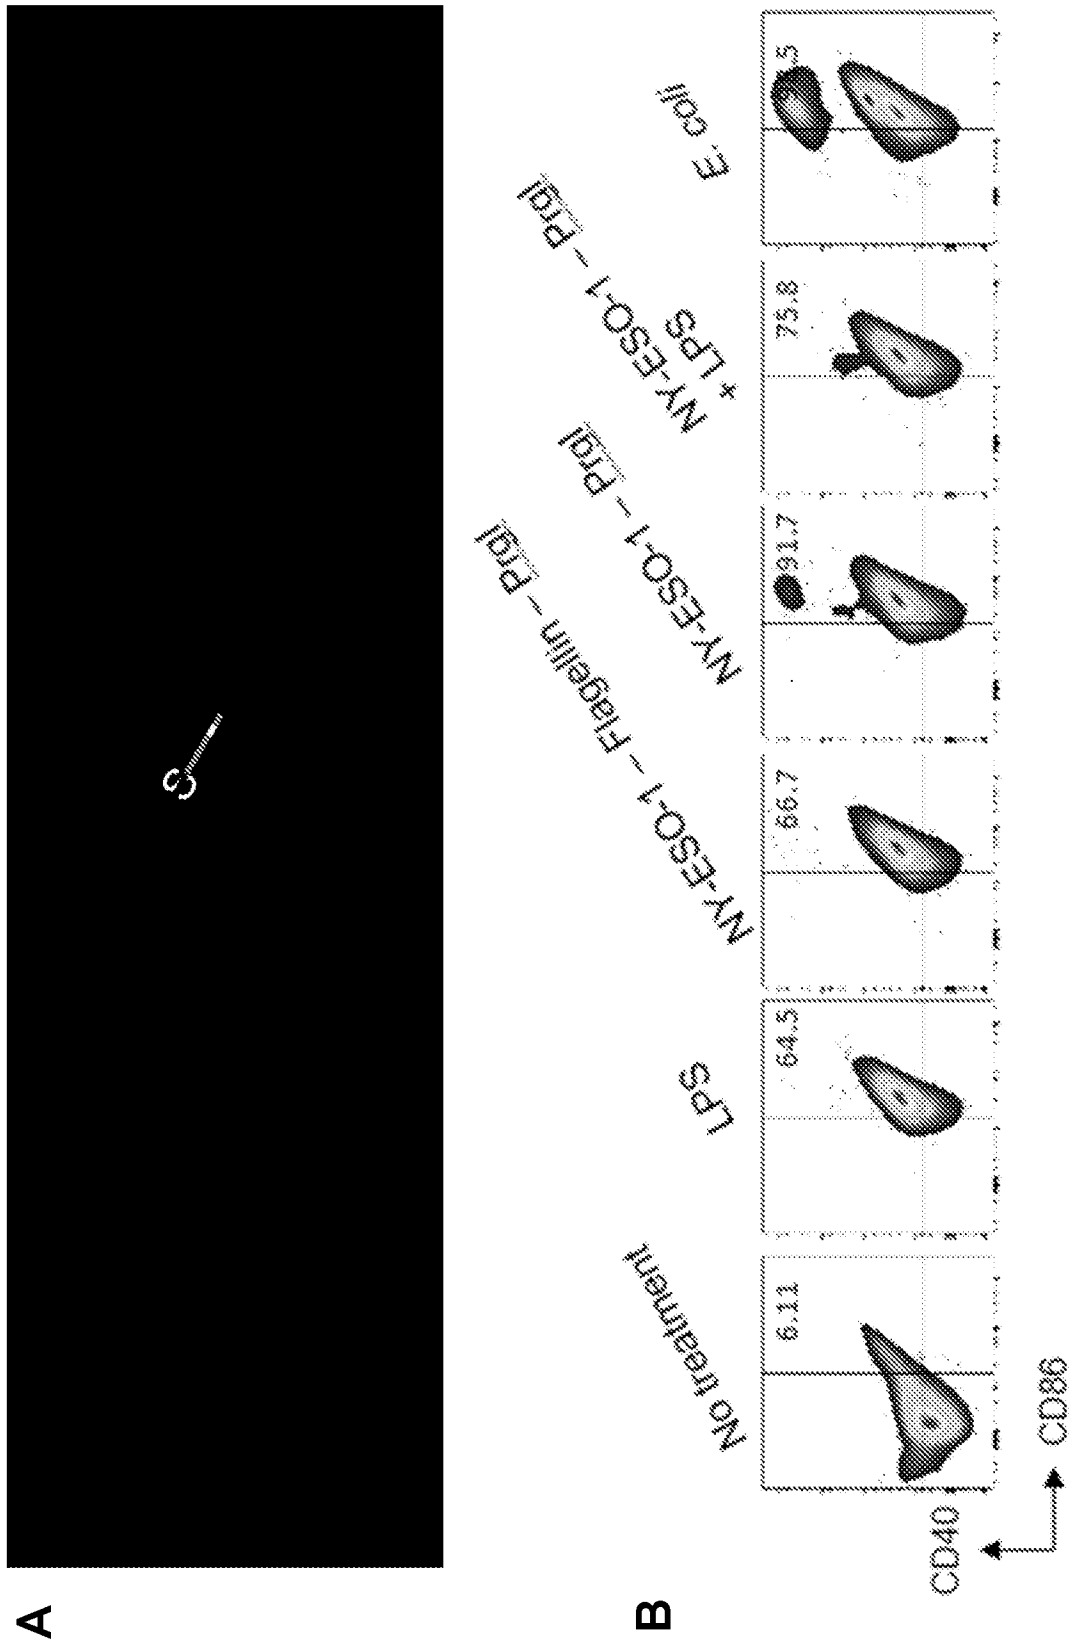 A
B
No treatment
LPS
NY-ESO-1 – Flagellin – PrgI
NY-ESO-1 – PrgI
NY-ESO-1 – PrgI
+ LPS
E. coli
6.11
64.5
66.7
91.7
75.8
CD40
CD86